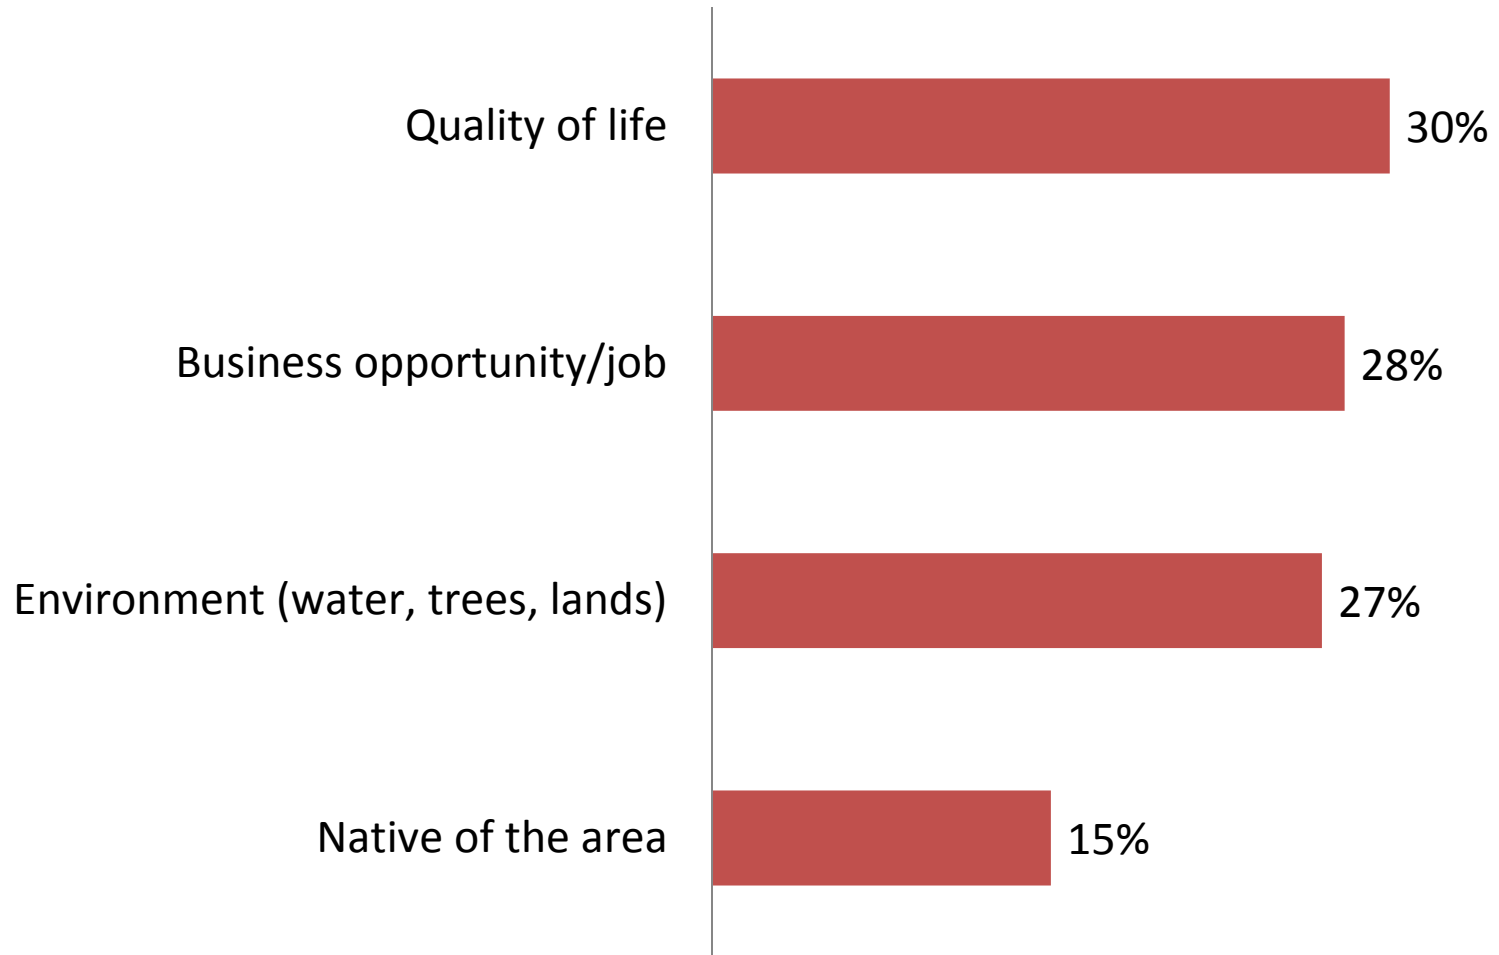 Quality of life
30%
Business opportunity/job
28%
Environment (water, trees, lands)
27%
Native of the area
15%